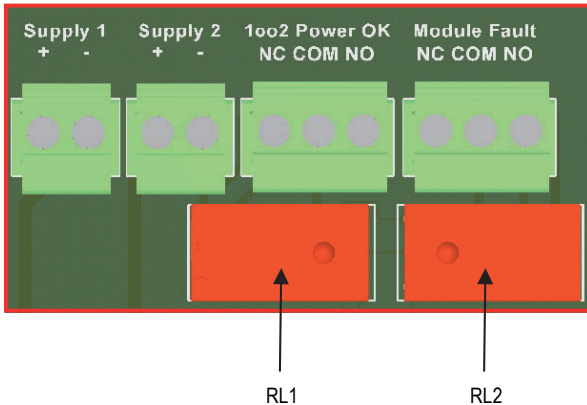 Supply 1 Supply 2 1oo2 Power OK Module Fault
+ - + - NC COM NO NC COM NO
RL1 RL2